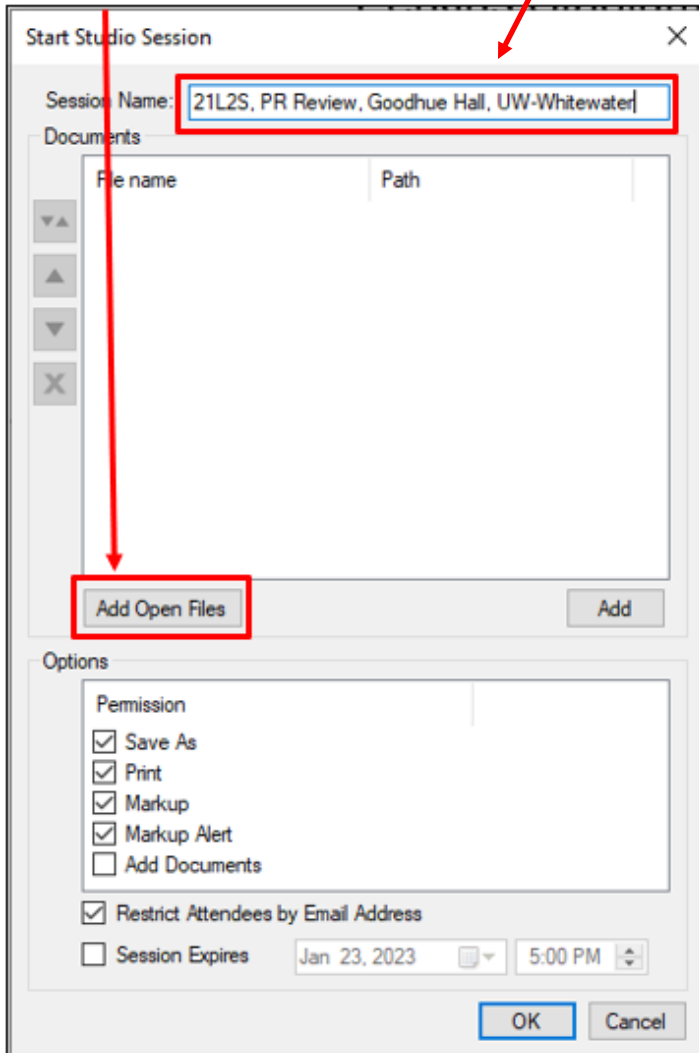 Start Studio Session
Session Name: 21L2S, PR Review, Goodhue Hall, UW-Whitewater
Documents
File name Path
Add Open Files Add
Options
Permission
Save As
Print
Markup
Markup Alert
Add Documents
Restrict Attendees by Email Address
Session Expires Jan 23, 2023 5:00 PM
OK Cancel